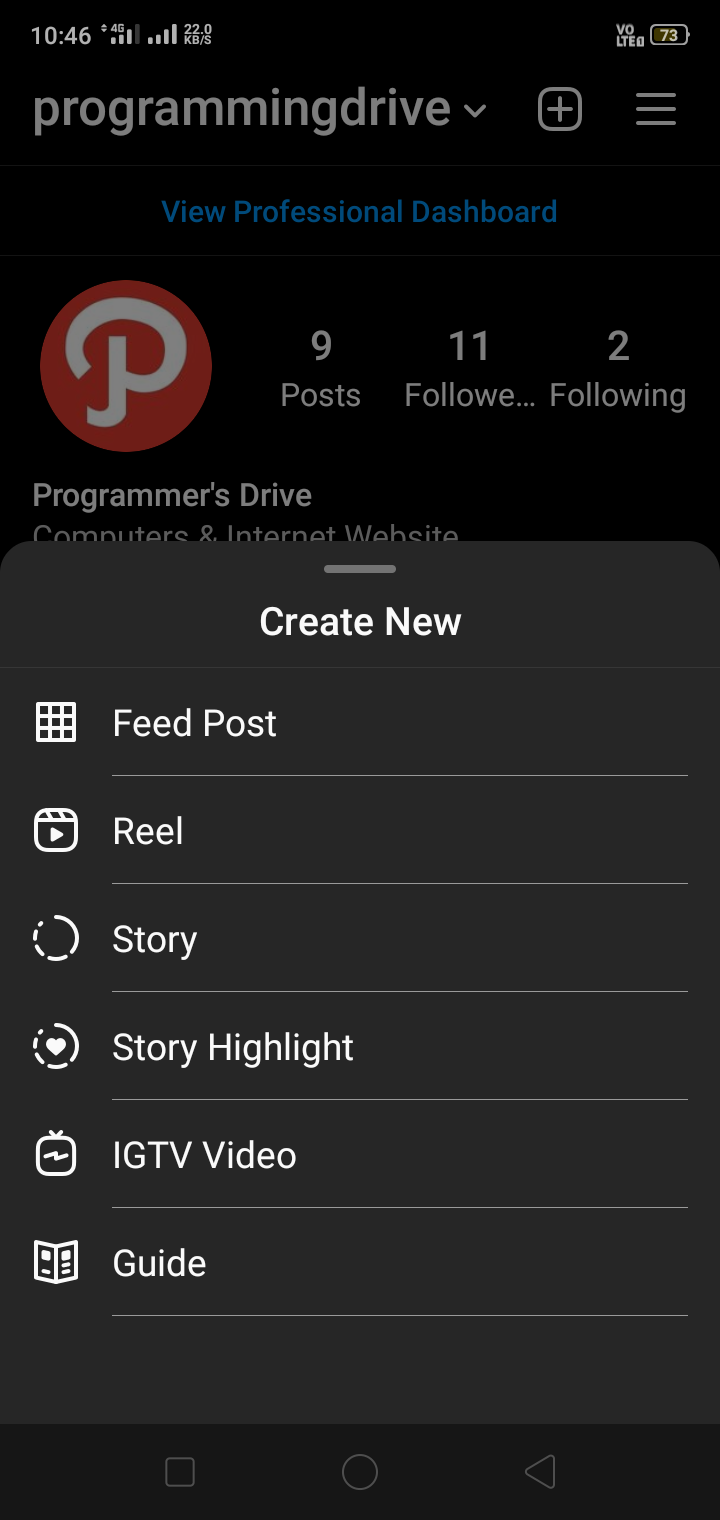 10:46 4G 22.0 KB/S VO LTE 73
programmingdrive
View Professional Dashboard
9 11 2
Posts Followe... Following
Programmer's Drive
Computers & Internet Website
Create New
Feed Post
Reel
Story
Story Highlight
IGTV Video
Guide